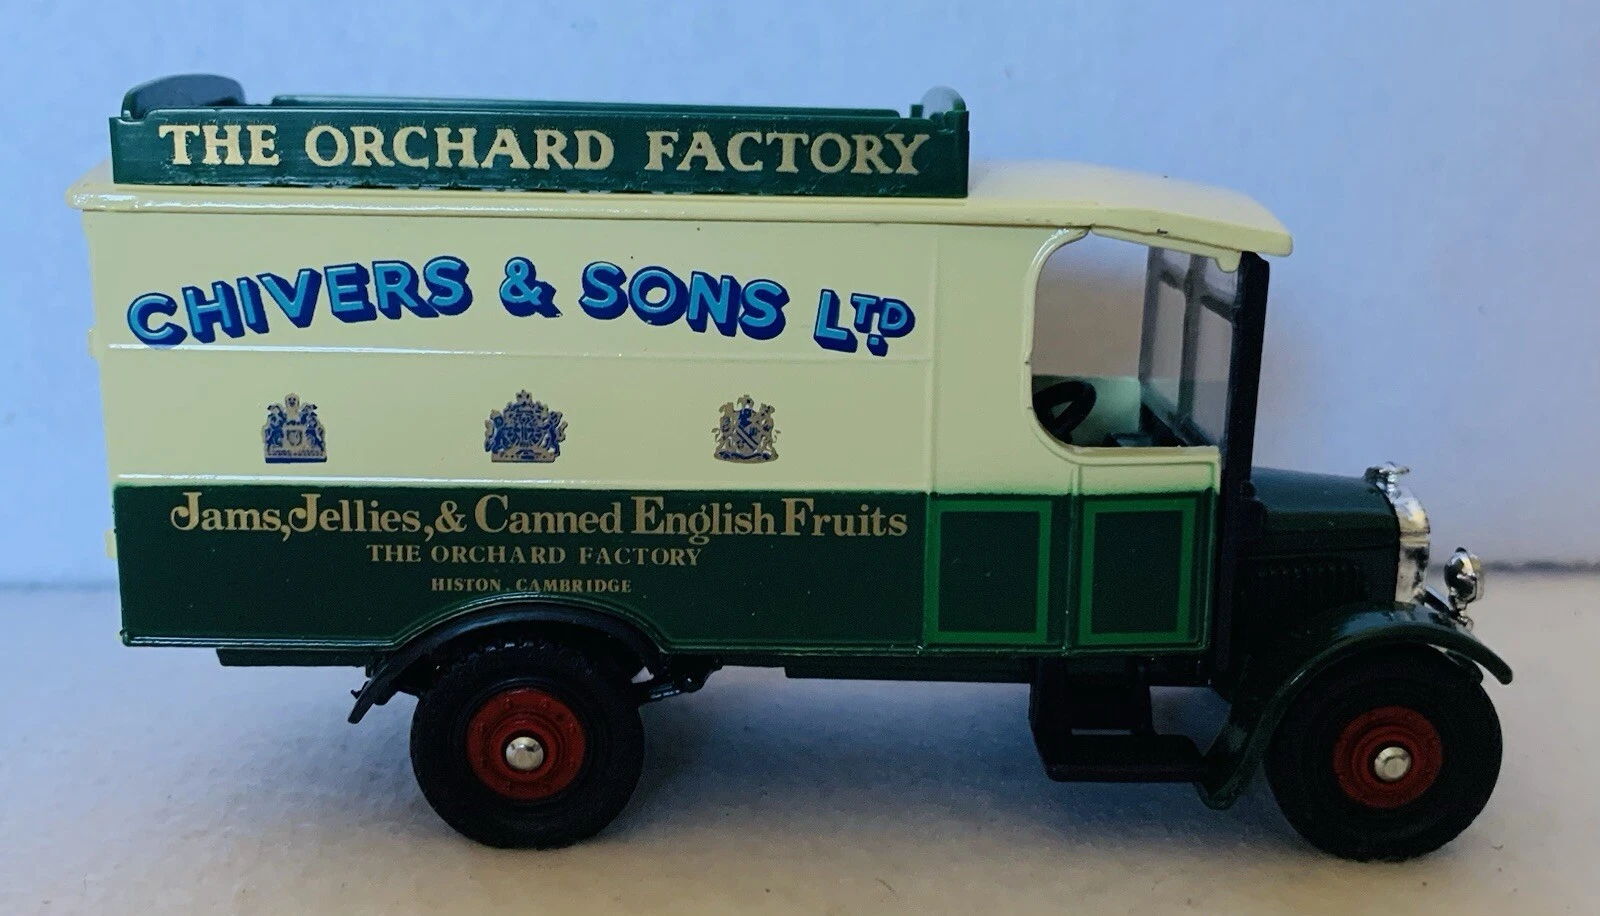 THE ORCHARD FACTORY
CHIVERS & SONS LTD
Jams, Jellies, & Canned English Fruits
THE ORCHARD FACTORY
HISTON, CAMBRIDGE